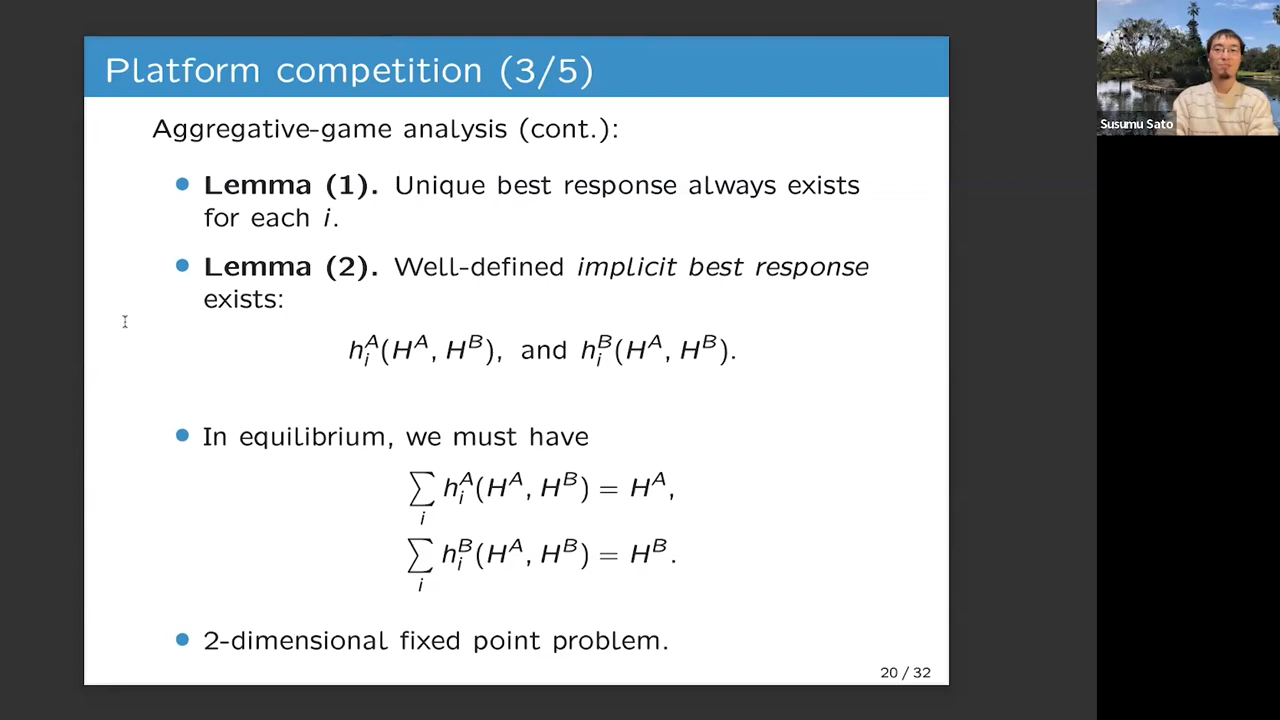 Platform competition (3/5)
Aggregative-game analysis (cont.):
Lemma (1). Unique best response always exists
for each i.
Lemma (2). Well-defined implicit best response
exists:
h_i^A(H^A, H^B), and h_i^B(H^A, H^B).
In equilibrium, we must have
∑_i h_i^A(H^A, H^B) = H^A,
∑_i h_i^B(H^A, H^B) = H^B.
2-dimensional fixed point problem.
20 / 32
Susumu Sato